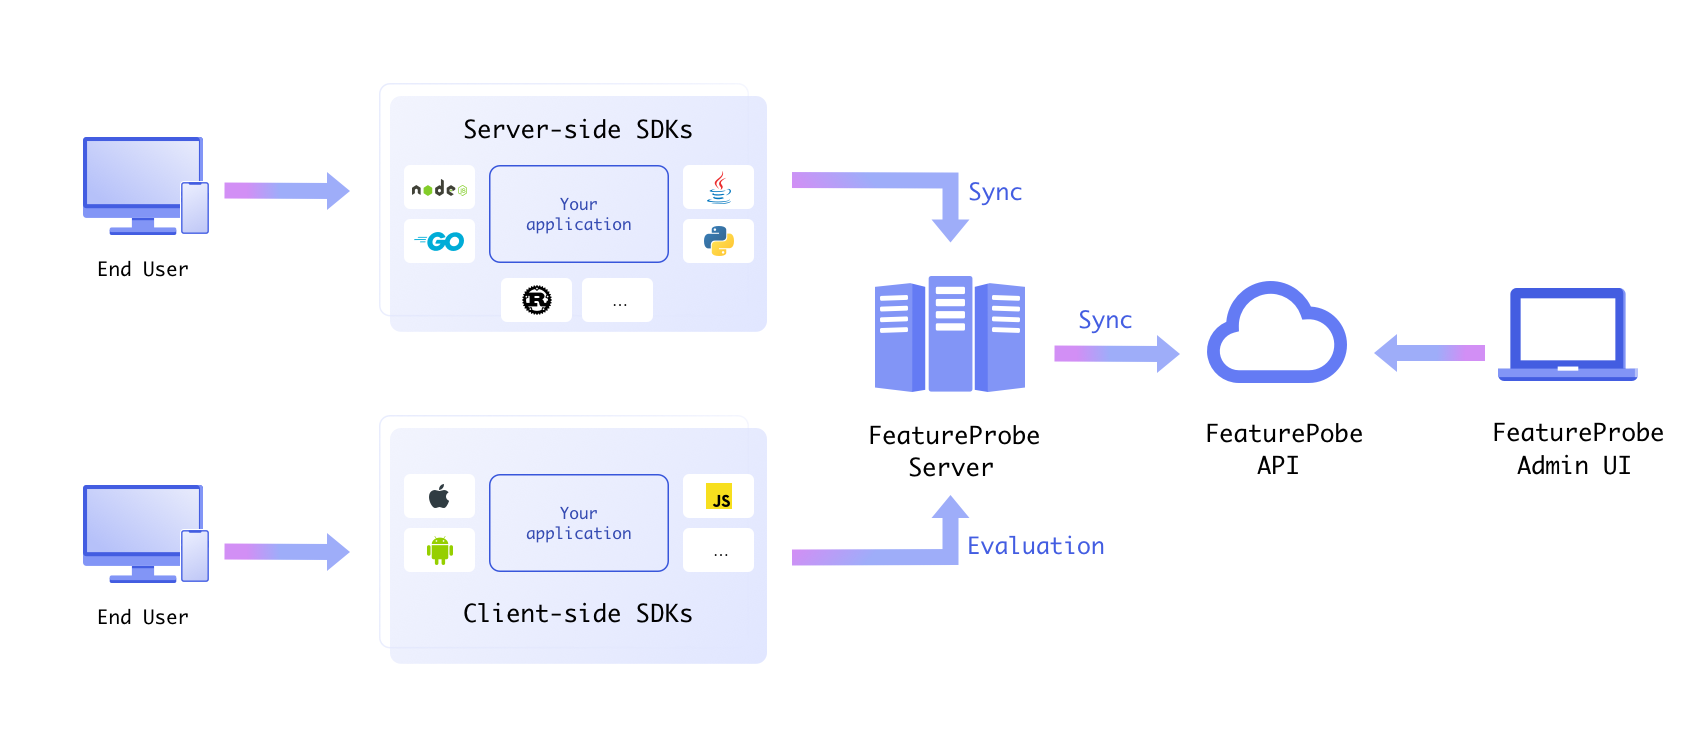 Server-side SDKs
node JS
Your
application
GO
R
...
End User
Sync
Sync
FeatureProbe
Server
FeaturePobe
API
FeatureProbe
Admin UI
Your
application
JS
...
Client-side SDKs
End User
Evaluation